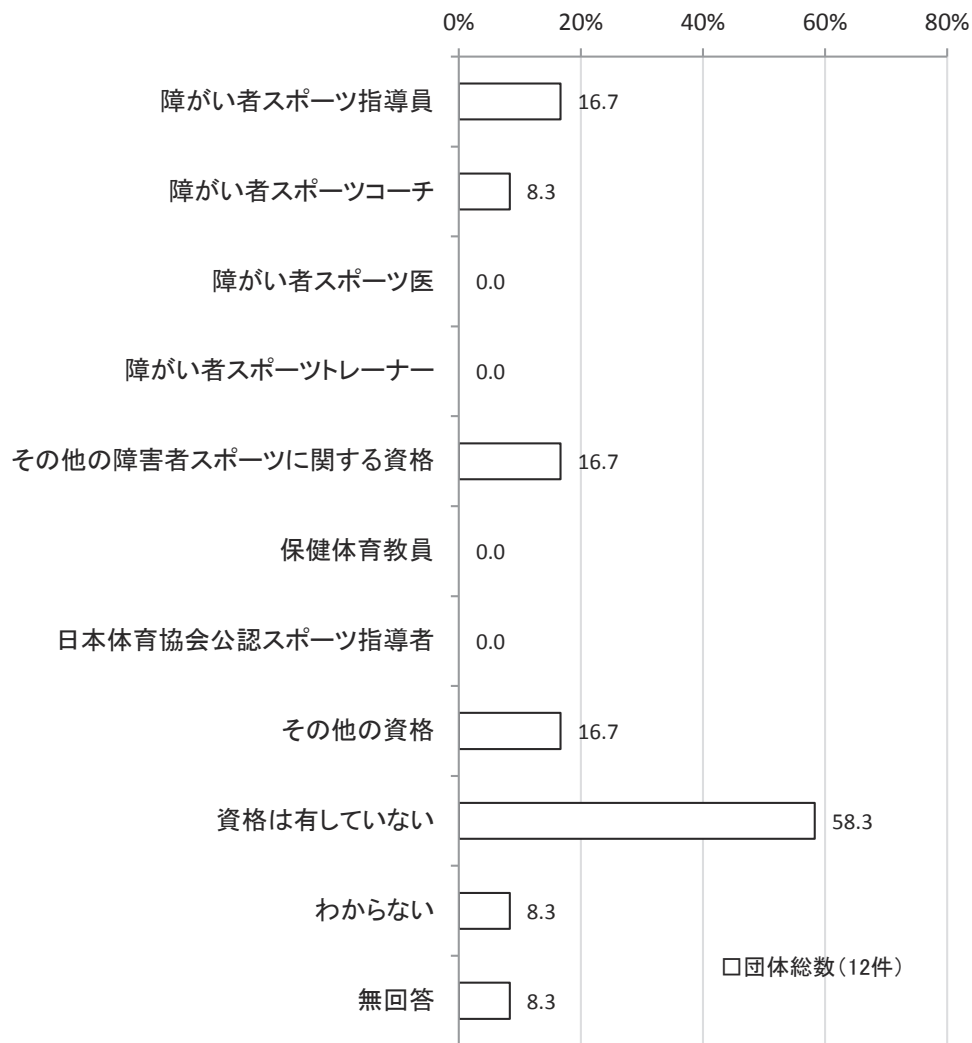 0% 20% 40% 60% 80%
障がい者スポーツ指導員 16.7
障がい者スポーツコーチ 8.3
障がい者スポーツ医 0.0
障がい者スポーツトレーナー 0.0
その他の障害者スポーツに関する資格 16.7
保健体育教員 0.0
日本体育協会公認スポーツ指導者 0.0
その他の資格 16.7
資格は有していない 58.3
わからない 8.3
団体総数(12件)
無回答 8.3